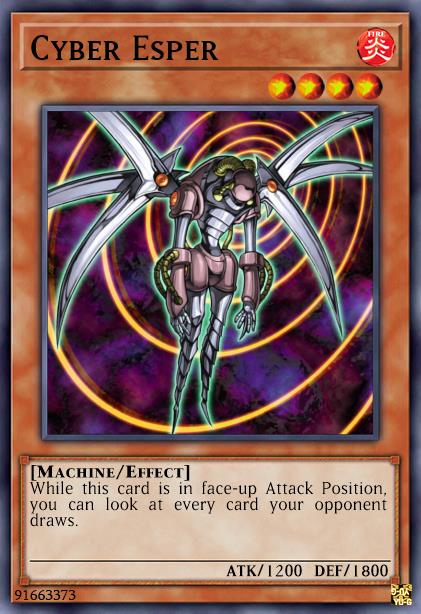 Cyber Esper
FIRE
炎
[Machine/Effect]
While this card is in face-up Attack Position,
you can look at every card your opponent
draws.
ATK/1200 DEF/1800
91663373